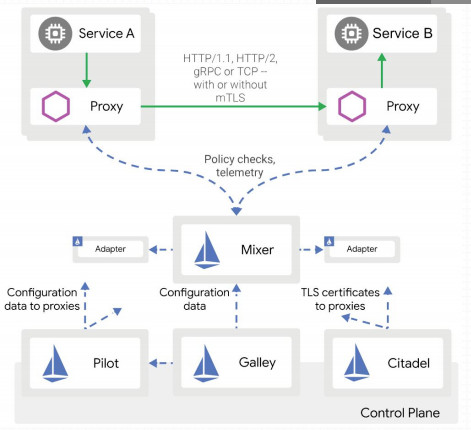 Service A
Service B
HTTP/1.1, HTTP/2,
gRPC or TCP --
with or without
mTLS
Proxy
Proxy
Policy checks,
telemetry
Mixer
Adapter
Adapter
Configuration
data to proxies
Configuration
data
TLS certificates
to proxies
Pilot
Galley
Citadel
Control Plane